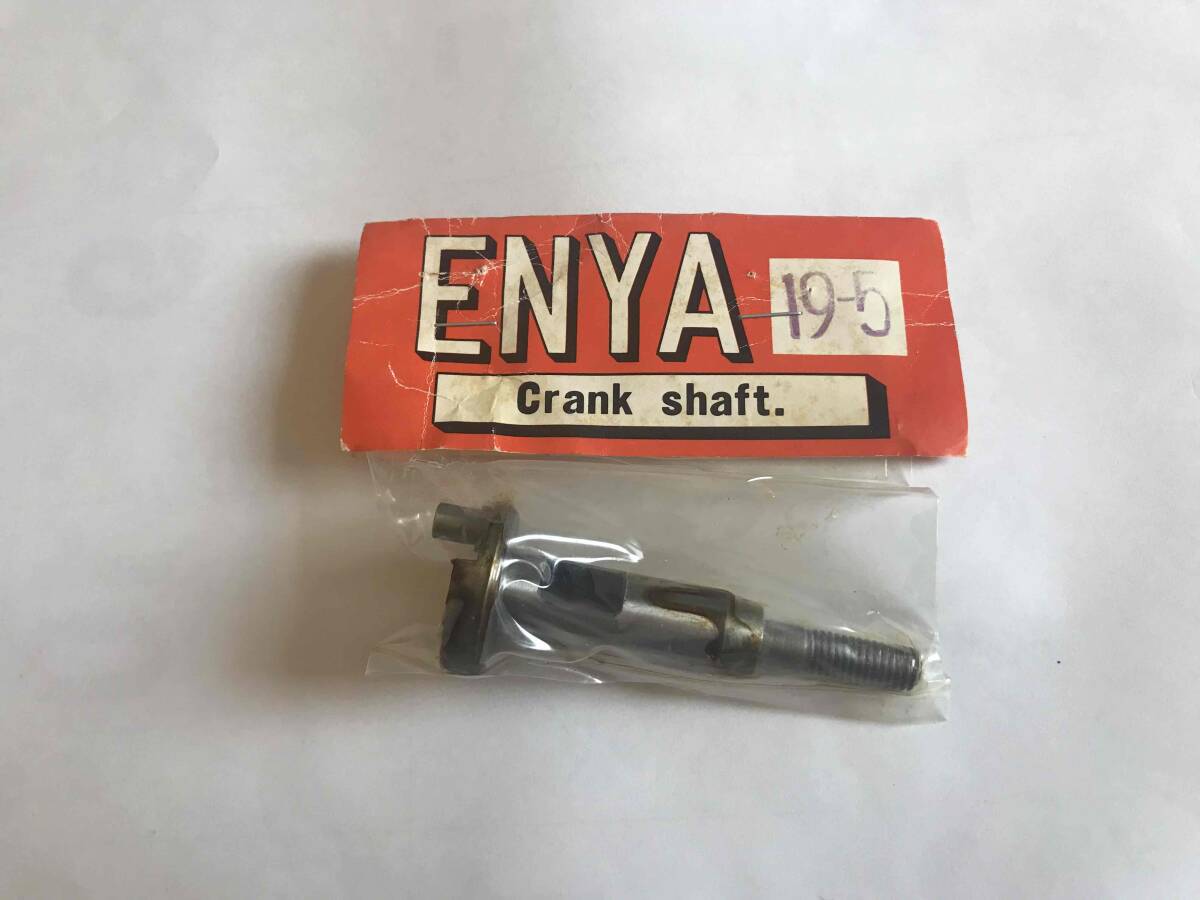 ENYA 19-5
Crank shaft.